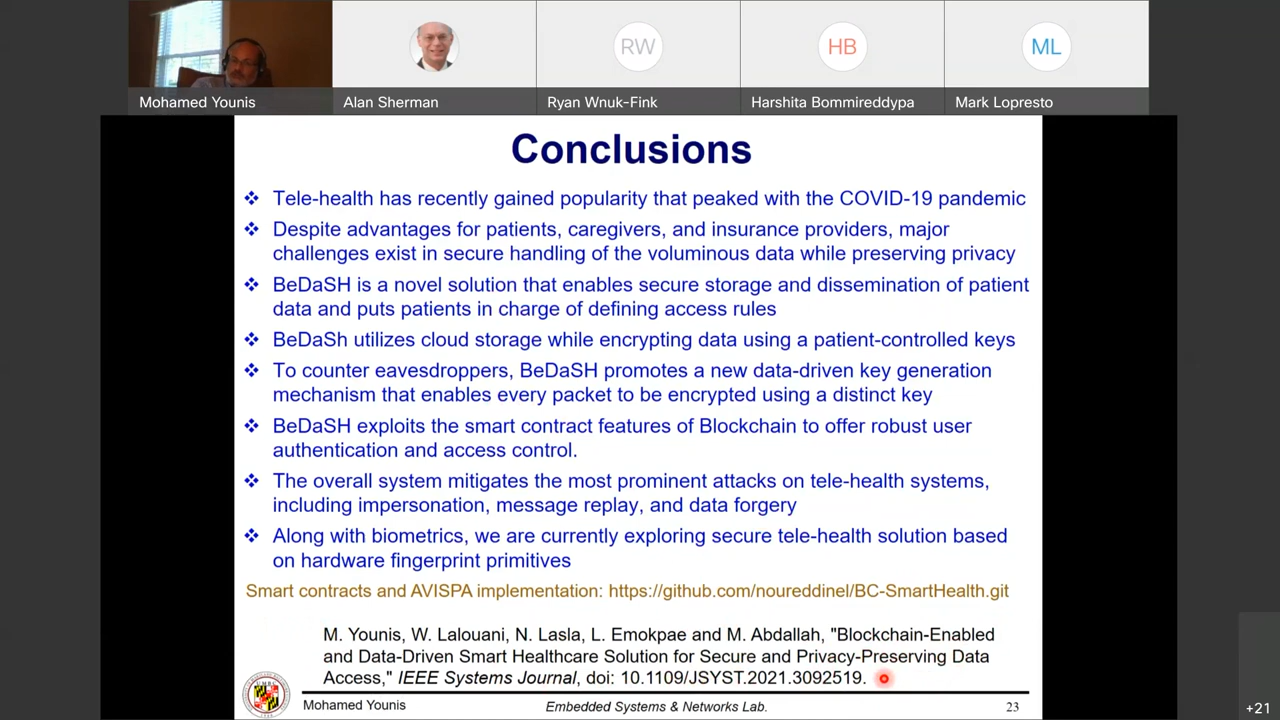 RW
HB
ML
Mohamed Younis
Alan Sherman
Ryan Wnuk-Fink
Harshita Bommireddypa
Mark Lopresto
Conclusions
❖ Tele-health has recently gained popularity that peaked with the COVID-19 pandemic
❖ Despite advantages for patients, caregivers, and insurance providers, major
challenges exist in secure handling of the voluminous data while preserving privacy
❖ BeDaSH is a novel solution that enables secure storage and dissemination of patient
data and puts patients in charge of defining access rules
❖ BeDaSh utilizes cloud storage while encrypting data using a patient-controlled keys
❖ To counter eavesdroppers, BeDaSH promotes a new data-driven key generation
mechanism that enables every packet to be encrypted using a distinct key
❖ BeDaSH exploits the smart contract features of Blockchain to offer robust user
authentication and access control.
❖ The overall system mitigates the most prominent attacks on tele-health systems,
including impersonation, message replay, and data forgery
❖ Along with biometrics, we are currently exploring secure tele-health solution based
on hardware fingerprint primitives
Smart contracts and AVISPA implementation: https://github.com/noureddinel/BC-SmartHealth.git
M. Younis, W. Lalouani, N. Lasla, L. Emokpae and M. Abdallah, "Blockchain-Enabled
and Data-Driven Smart Healthcare Solution for Secure and Privacy-Preserving Data
Access," IEEE Systems Journal, doi: 10.1109/JSYST.2021.3092519.
Mohamed Younis
Embedded Systems & Networks Lab.
23
+21